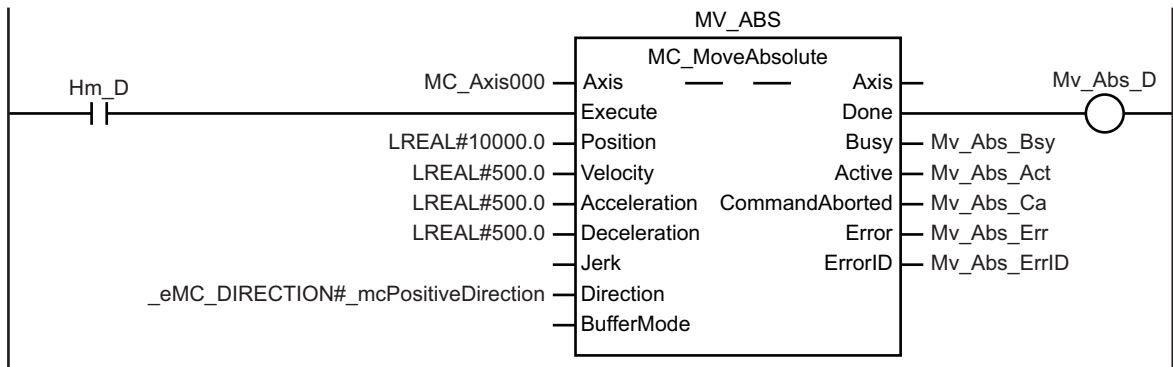 MV_ABS
MC_MoveAbsolute
Hm_D
MC_Axis000 Axis Axis Mv_Abs_D
Execute Done
LREAL#10000.0 Position Busy Mv_Abs_Bsy
LREAL#500.0 Velocity Active Mv_Abs_Act
LREAL#500.0 Acceleration CommandAborted Mv_Abs_Ca
LREAL#500.0 Deceleration Error Mv_Abs_Err
Jerk ErrorID Mv_Abs_ErrID
_eMC_DIRECTION#_mcPositiveDirection Direction
BufferMode